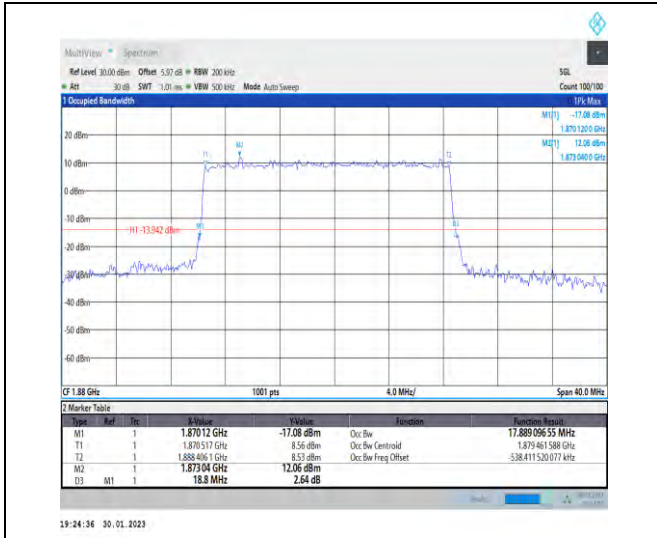 MultiView Spectrum
Ref Level 30.00 dBm Offset 5.97 dB RBW 200 kHz SGL
Att 30 dB SWT 1.01 ms VBW 500 kHz Mode Auto Sweep Count 100/100
1 Occupied Bandwidth 1Pk Max
M1[1] -17.08 dBm
1.870 120 0 GHz
20 dBm M2[1] 12.06 dBm
1.873 040 0 GHz
M2
T1 T2
10 dBm
0 dBm
-10 dBm
H1 -13.942 dBm M1 D3
-20 dBm
-30 dBm
-40 dBm
-50 dBm
-60 dBm
CF 1.88 GHz 1001 pts 4.0 MHz/ Span 40.0 MHz
2 Marker Table
Type Ref Trc X-Value Y-Value Function Function Result
M1 1 1.870 12 GHz -17.08 dBm Occ Bw 17.889 096 55 MHz
T1 1 1.870 517 GHz 8.56 dBm Occ Bw Centroid 1.879 461 588 GHz
T2 1 1.888 406 1 GHz 8.53 dBm Occ Bw Freq Offset -538.411 520 077 kHz
M2 1 1.873 04 GHz 12.06 dBm
D3 M1 1 18.8 MHz 2.64 dB
19:24:36 30.01.2023